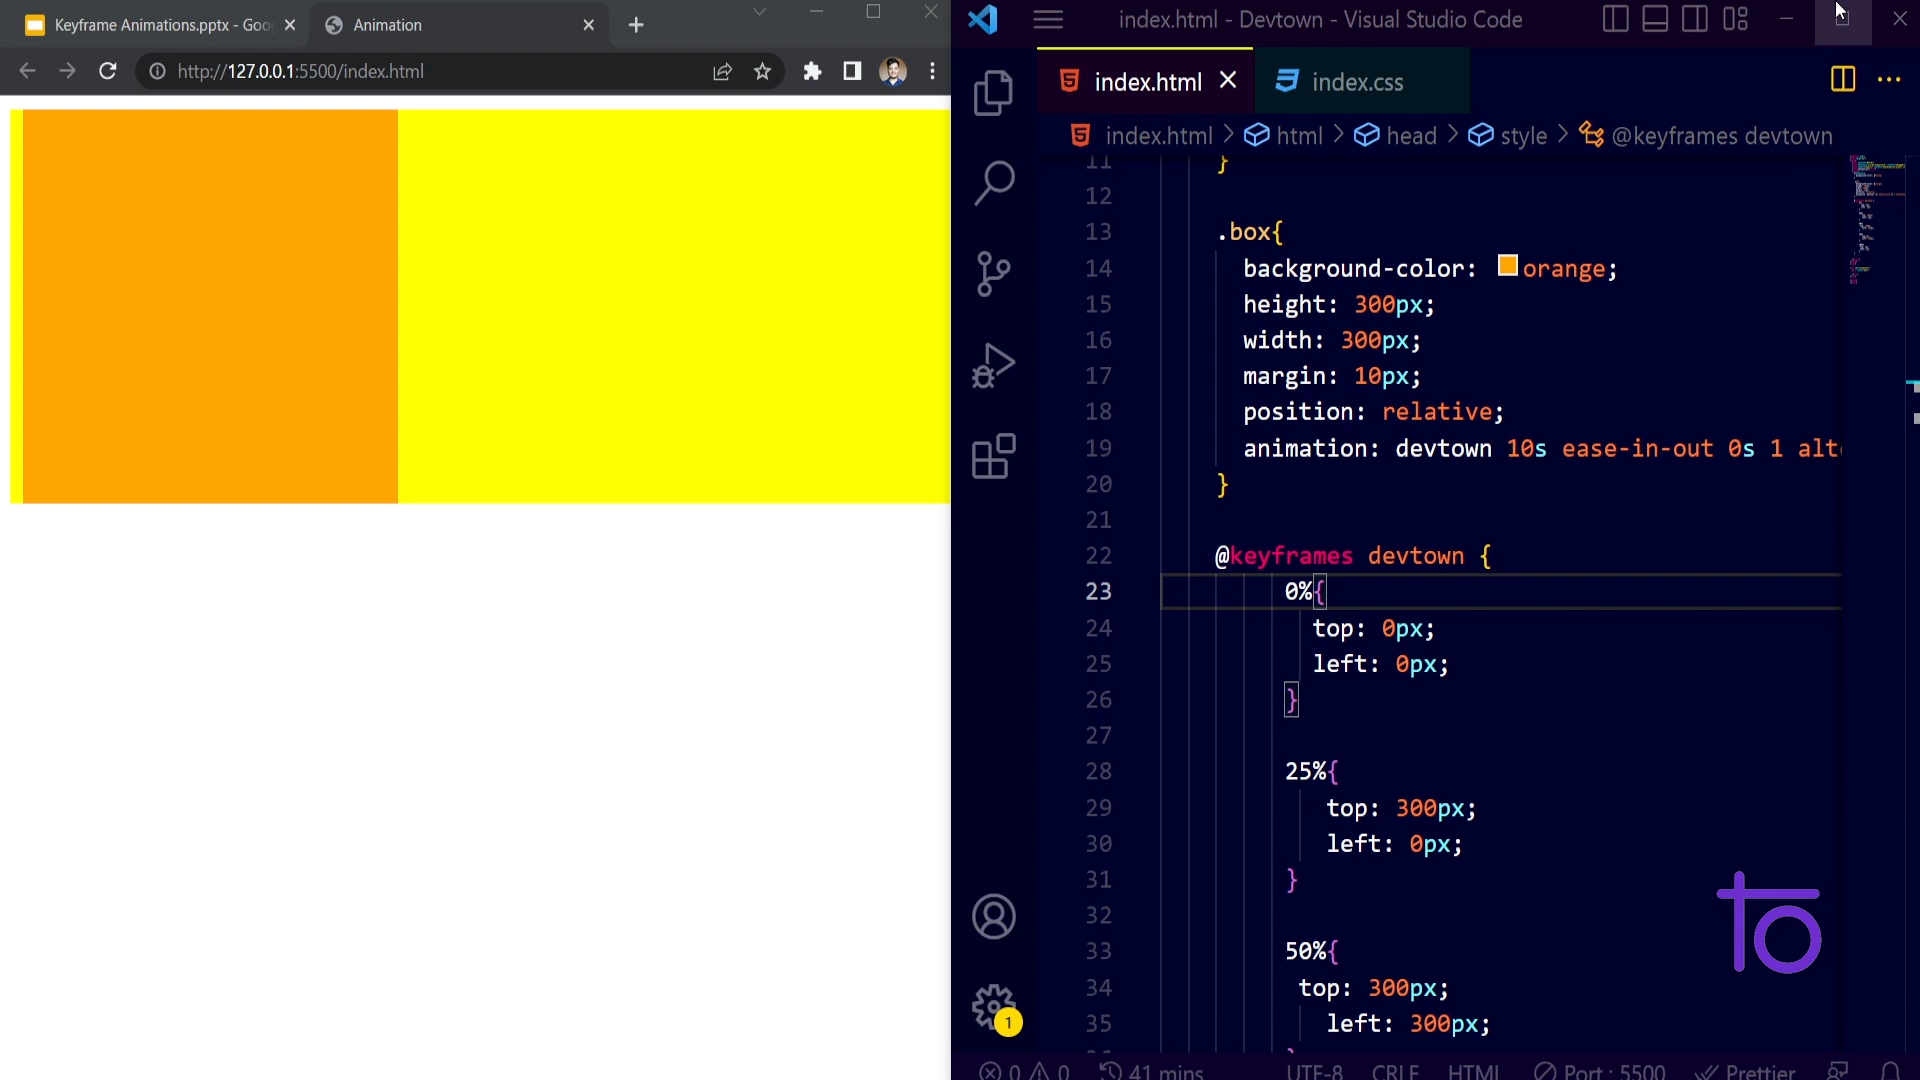 Keyframe Animations.pptx - Goo
Animation
http://127.0.0.1:5500/index.html
index.html - Devtown - Visual Studio Code
index.html
index.css
index.html > html > head > style > @keyframes devtown
11 }
12
13 .box{
14 background-color: orange;
15 height: 300px;
16 width: 300px;
17 margin: 10px;
18 position: relative;
19 animation: devtown 10s ease-in-out 0s 1 alt
20 }
21
22 @keyframes devtown {
23 0%{
24 top: 0px;
25 left: 0px;
26 }
27
28 25%{
29 top: 300px;
30 left: 0px;
31 }
32
33 50%{
34 top: 300px;
35 left: 300px;
1
0 0 41 mins UTF-8 CRLF HTML Port : 5500 Prettier